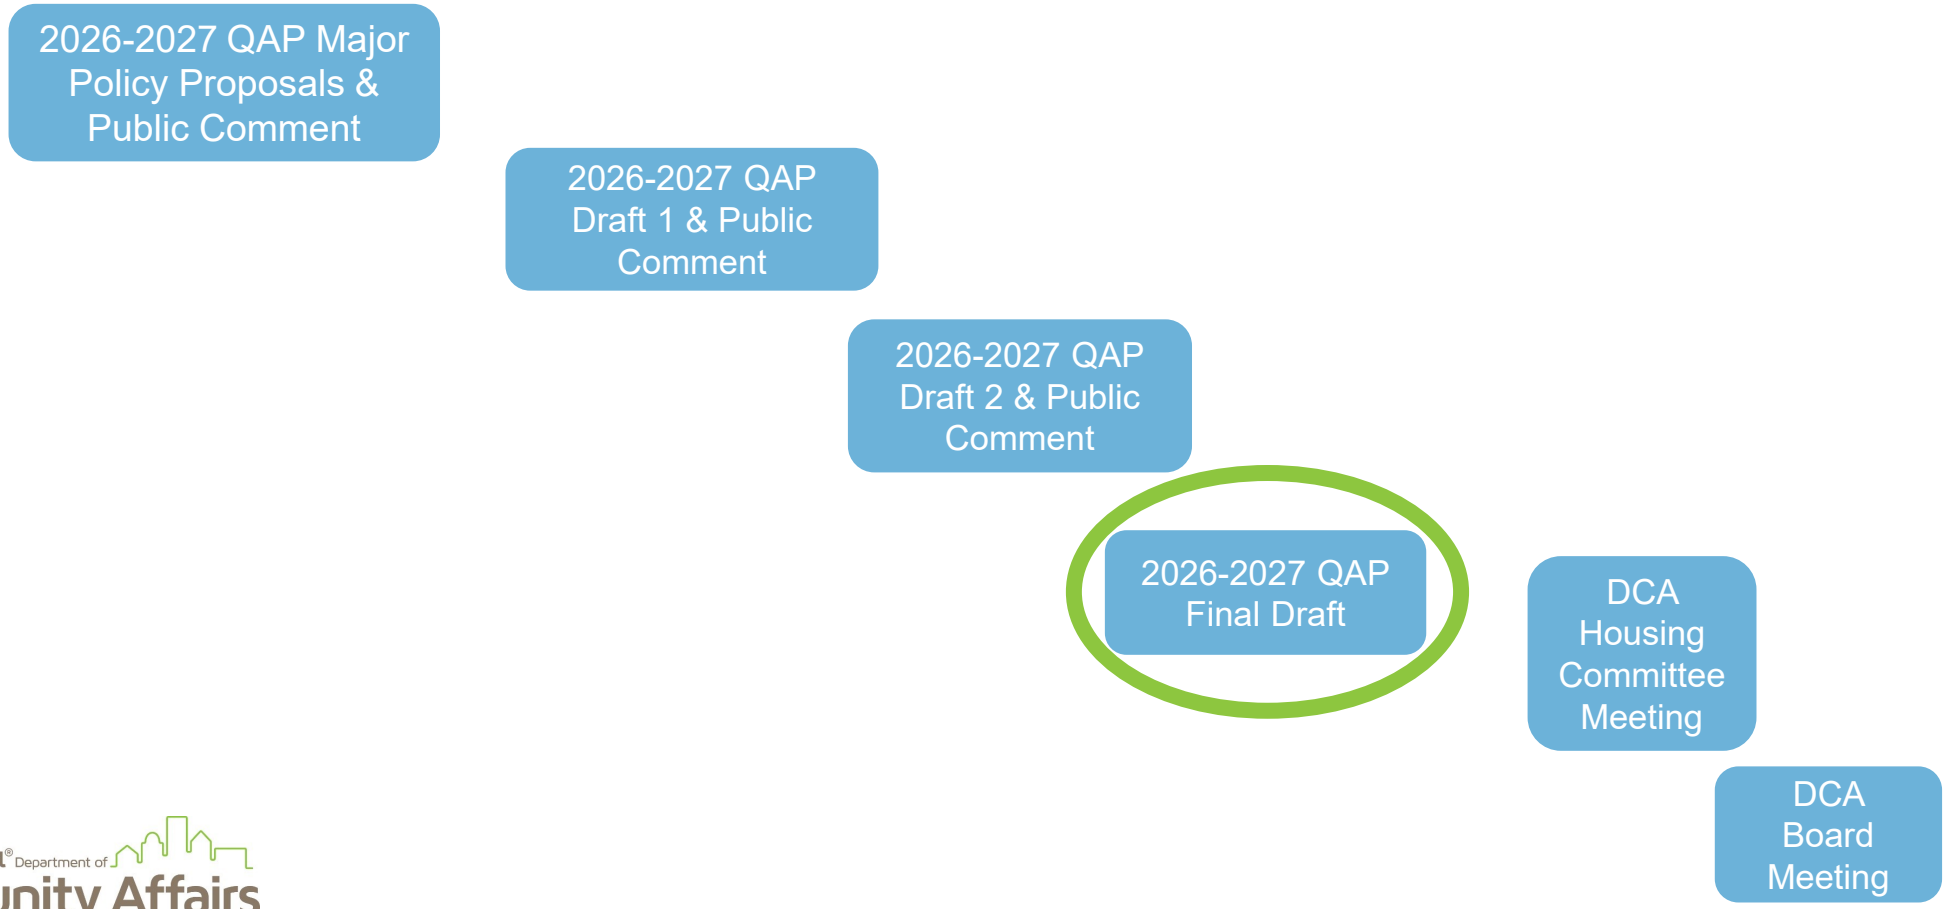 2026-2027 QAP Major
Policy Proposals &
Public Comment
2026-2027 QAP
Draft 1 & Public
Comment
2026-2027 QAP
Draft 2 & Public
Comment
2026-2027 QAP
Final Draft
DCA
Housing
Committee
Meeting
DCA
Board
Meeting
® Department of
Affairs